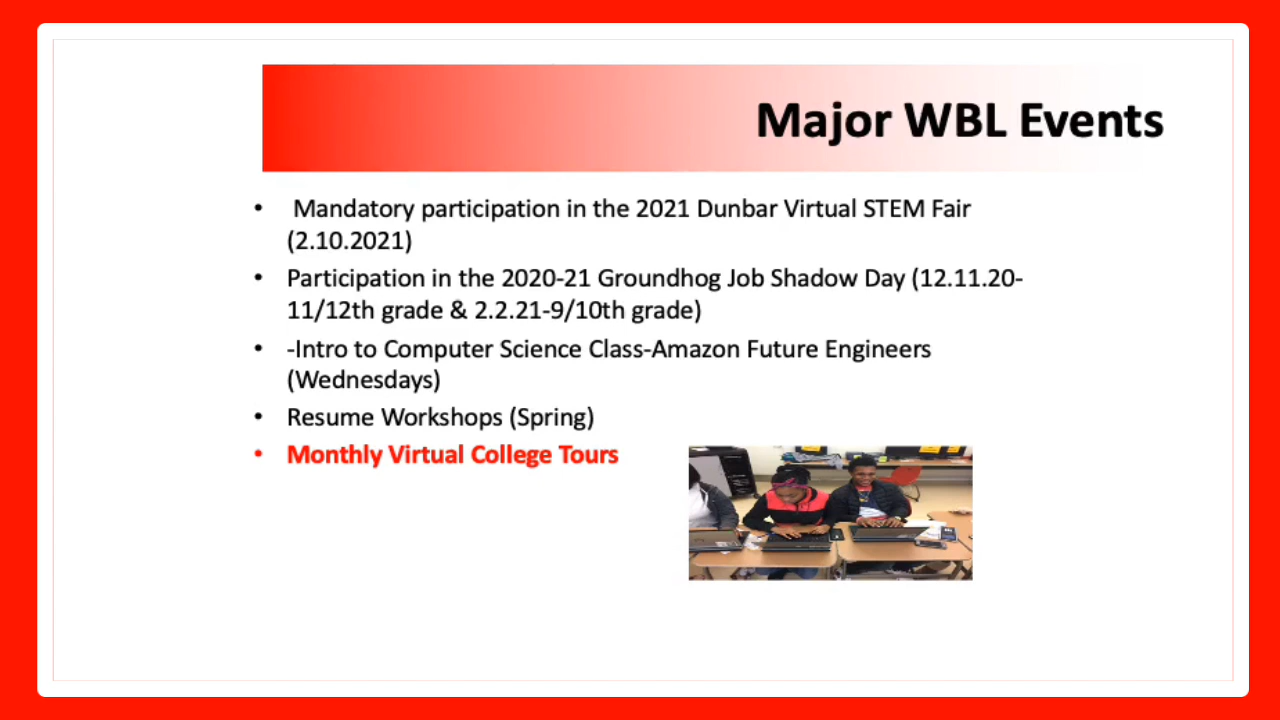 Major WBL Events
• Mandatory participation in the 2021 Dunbar Virtual STEM Fair
(2.10.2021)
• Participation in the 2020-21 Groundhog Job Shadow Day (12.11.20-
11/12th grade & 2.2.21-9/10th grade)
• -Intro to Computer Science Class-Amazon Future Engineers
(Wednesdays)
• Resume Workshops (Spring)
• Monthly Virtual College Tours